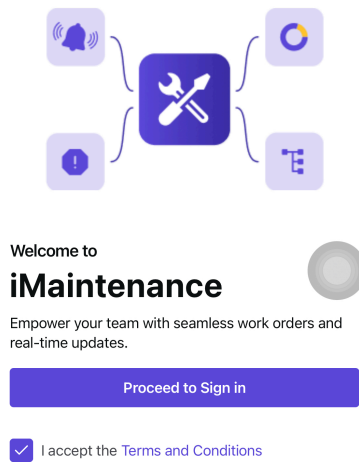 Welcome to
iMaintenance
Empower your team with seamless work orders and
real-time updates.
Proceed to Sign in
I accept the Terms and Conditions